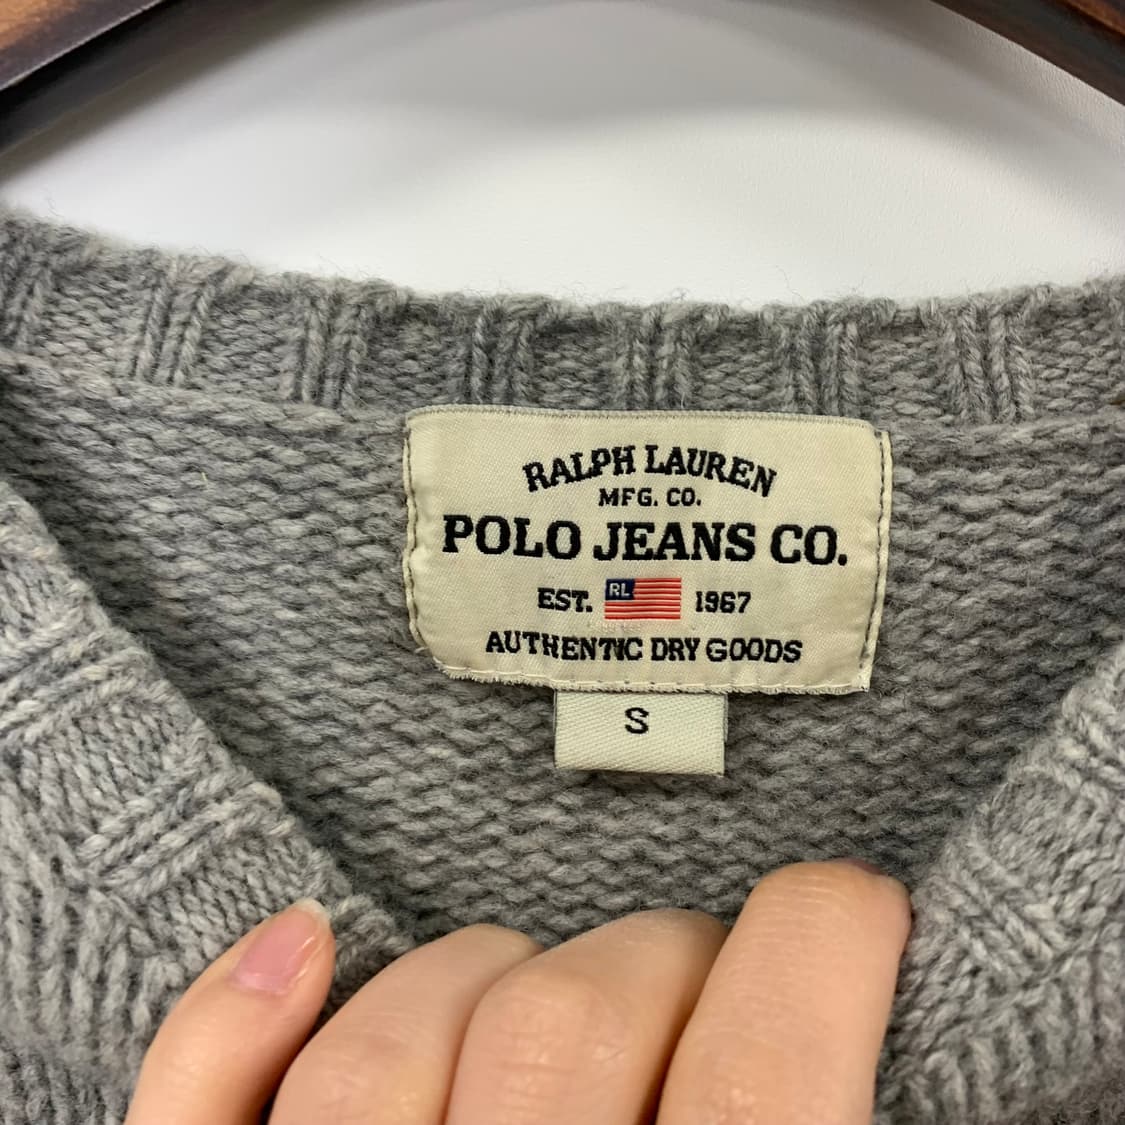 RALPH LAUREN
MFG. CO.
POLO JEANS CO.
EST. RL 1967
AUTHENTIC DRY GOODS
S